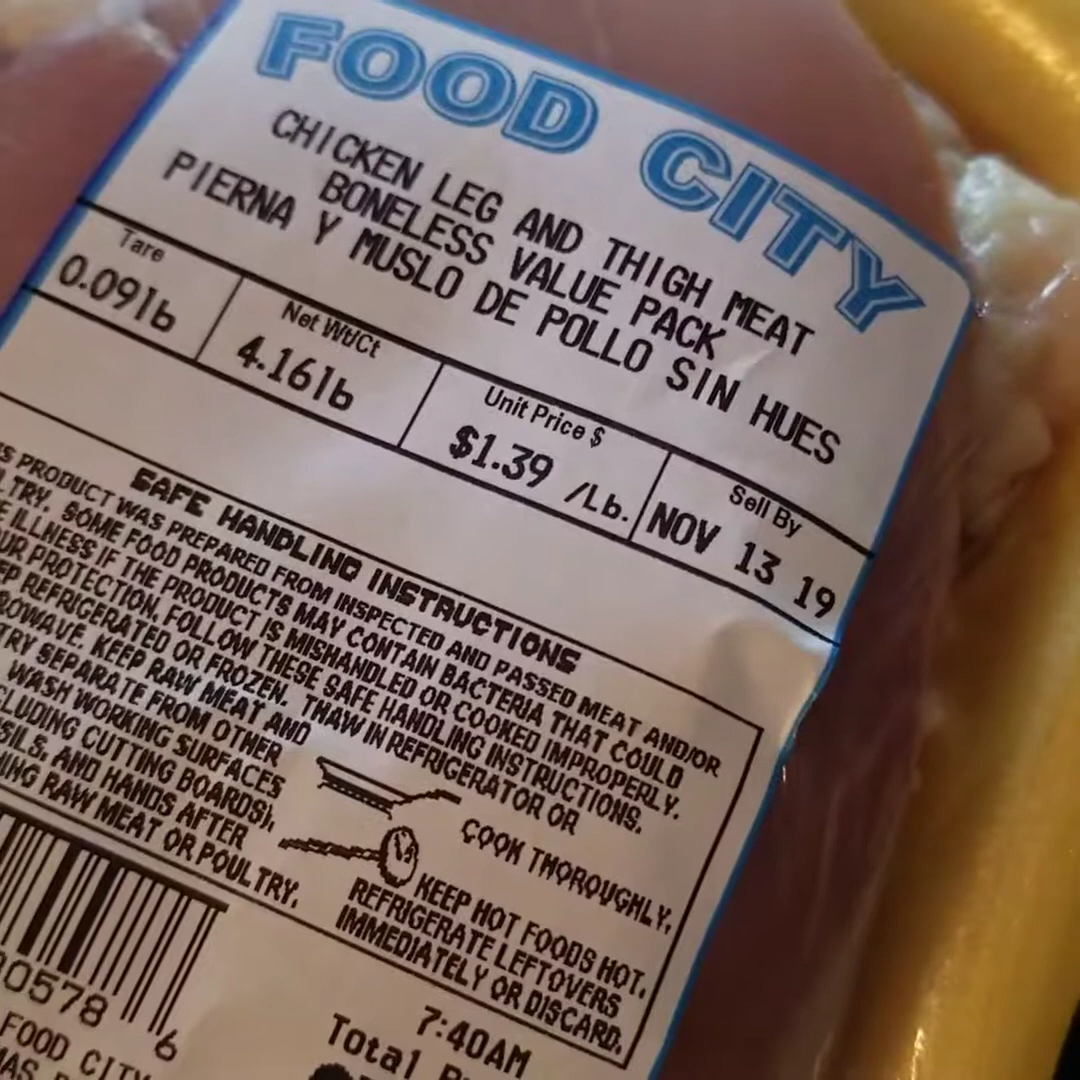 FOOD CITY
CHICKEN LEG AND THIGH MEAT
BONELESS VALUE PACK
PIERNA Y MUSLO DE POLLO SIN HUES
Tare
0.09lb
Net Wt/Ct
4.16lb
Unit Price $
$1.39 /Lb.
Sell By
NOV 13 19
SAFE HANDLING INSTRUCTIONS
PRODUCT WAS PREPARED FROM INSPECTED AND PASSED MEAT AND/OR
SOME FOOD PRODUCTS MAY CONTAIN BACTERIA THAT COULD
ILLNESS IF THE PRODUCT IS MISHANDLED OR COOKED IMPROPERLY.
PROTECTION, FOLLOW THESE SAFE HANDLING INSTRUCTIONS.
REFRIGERATED OR FROZEN. THAW IN REFRIGERATOR OR
KEEP RAW MEAT AND
SEPARATE FROM OTHER
WASH WORKING SURFACES
CUTTING BOARDS),
AND HANDS AFTER
RAW MEAT OR POULTRY.
COOK THOROUGHLY.
KEEP HOT FOODS HOT.
REFRIGERATE LEFTOVERS
IMMEDIATELY OR DISCARD.
0578 6
FOOD CITY
7:40AM
Total